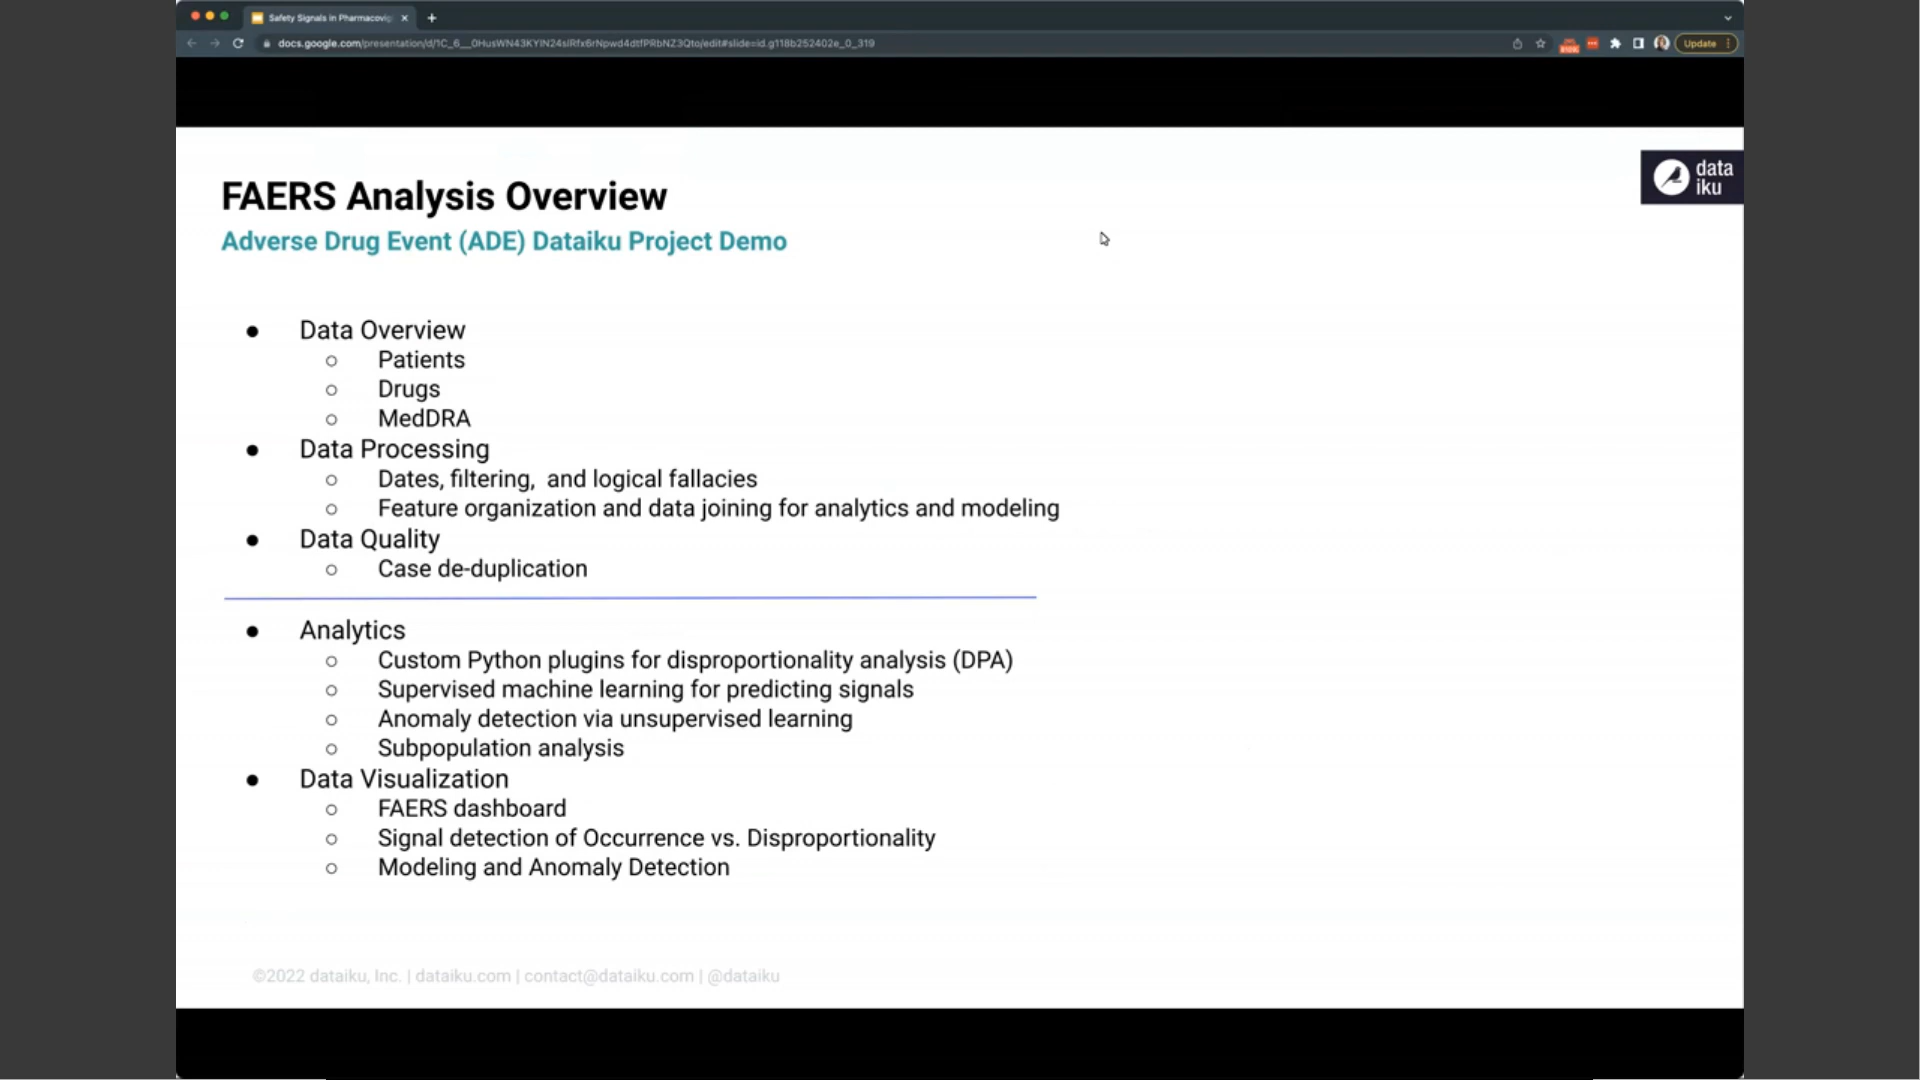 Safety Signals in Pharmacovig
Update
FAERS Analysis Overview
data
iku
Adverse Drug Event (ADE) Dataiku Project Demo
● Data Overview
○ Patients
○ Drugs
○ MedDRA
● Data Processing
○ Dates, filtering, and logical fallacies
○ Feature organization and data joining for analytics and modeling
● Data Quality
○ Case de-duplication
● Analytics
○ Custom Python plugins for disproportionality analysis (DPA)
○ Supervised machine learning for predicting signals
○ Anomaly detection via unsupervised learning
○ Subpopulation analysis
● Data Visualization
○ FAERS dashboard
○ Signal detection of Occurrence vs. Disproportionality
○ Modeling and Anomaly Detection
©2022 dataiku, Inc. | dataiku.com | contact@dataiku.com | @dataiku